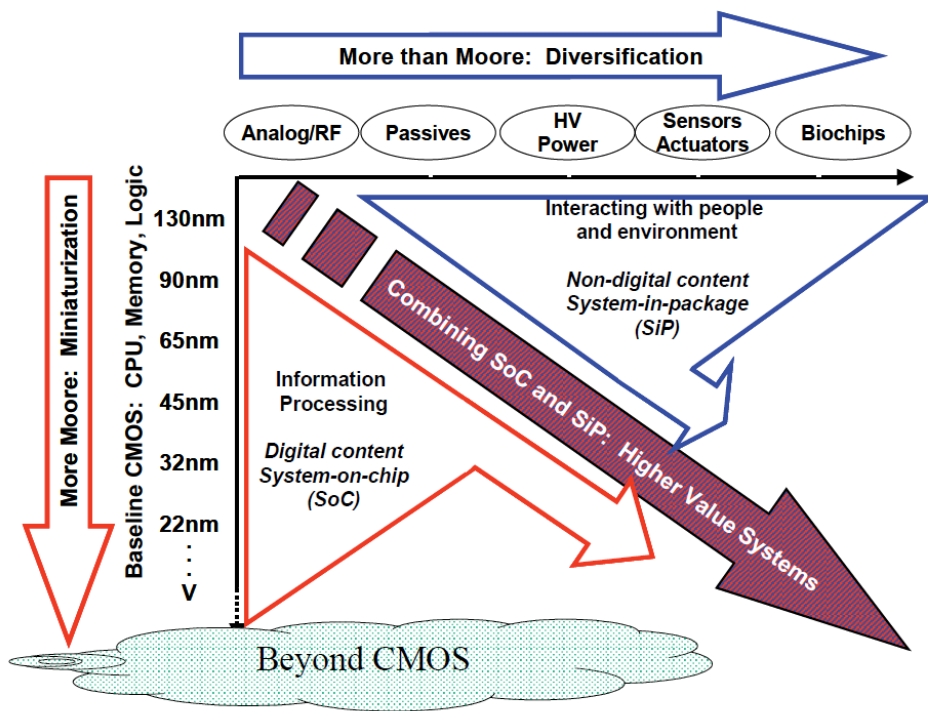 More than Moore: Diversification
Analog/RF
Passives
HV
Power
Sensors
Actuators
Biochips
More Moore: Miniaturization
Baseline CMOS: CPU, Memory, Logic
130nm
90nm
65nm
45nm
32nm
22nm
.
.
.
V
Interacting with people
and environment
Non-digital content
System-in-package
(SiP)
Combining SoC and SiP: Higher Value Systems
Information
Processing
Digital content
System-on-chip
(SoC)
Beyond CMOS